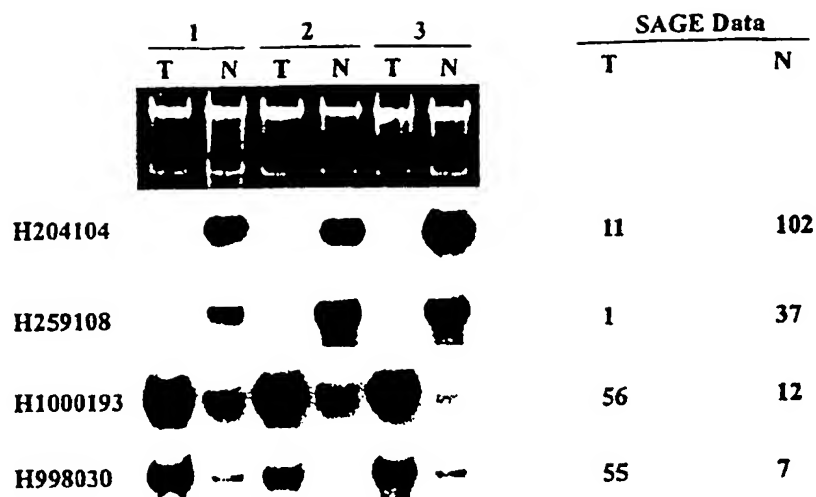 1 2 3 SAGE Data
T N T N T N T N
H204104 11 102
H259108 1 37
H1000193 56 12
H998030 55 7